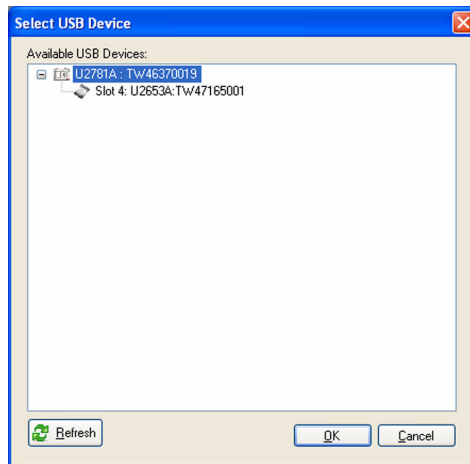 Select USB Device
Available USB Devices:
U2781A : TW46370019
Slot 4: U2653A:TW47165001
Refresh
OK
Cancel